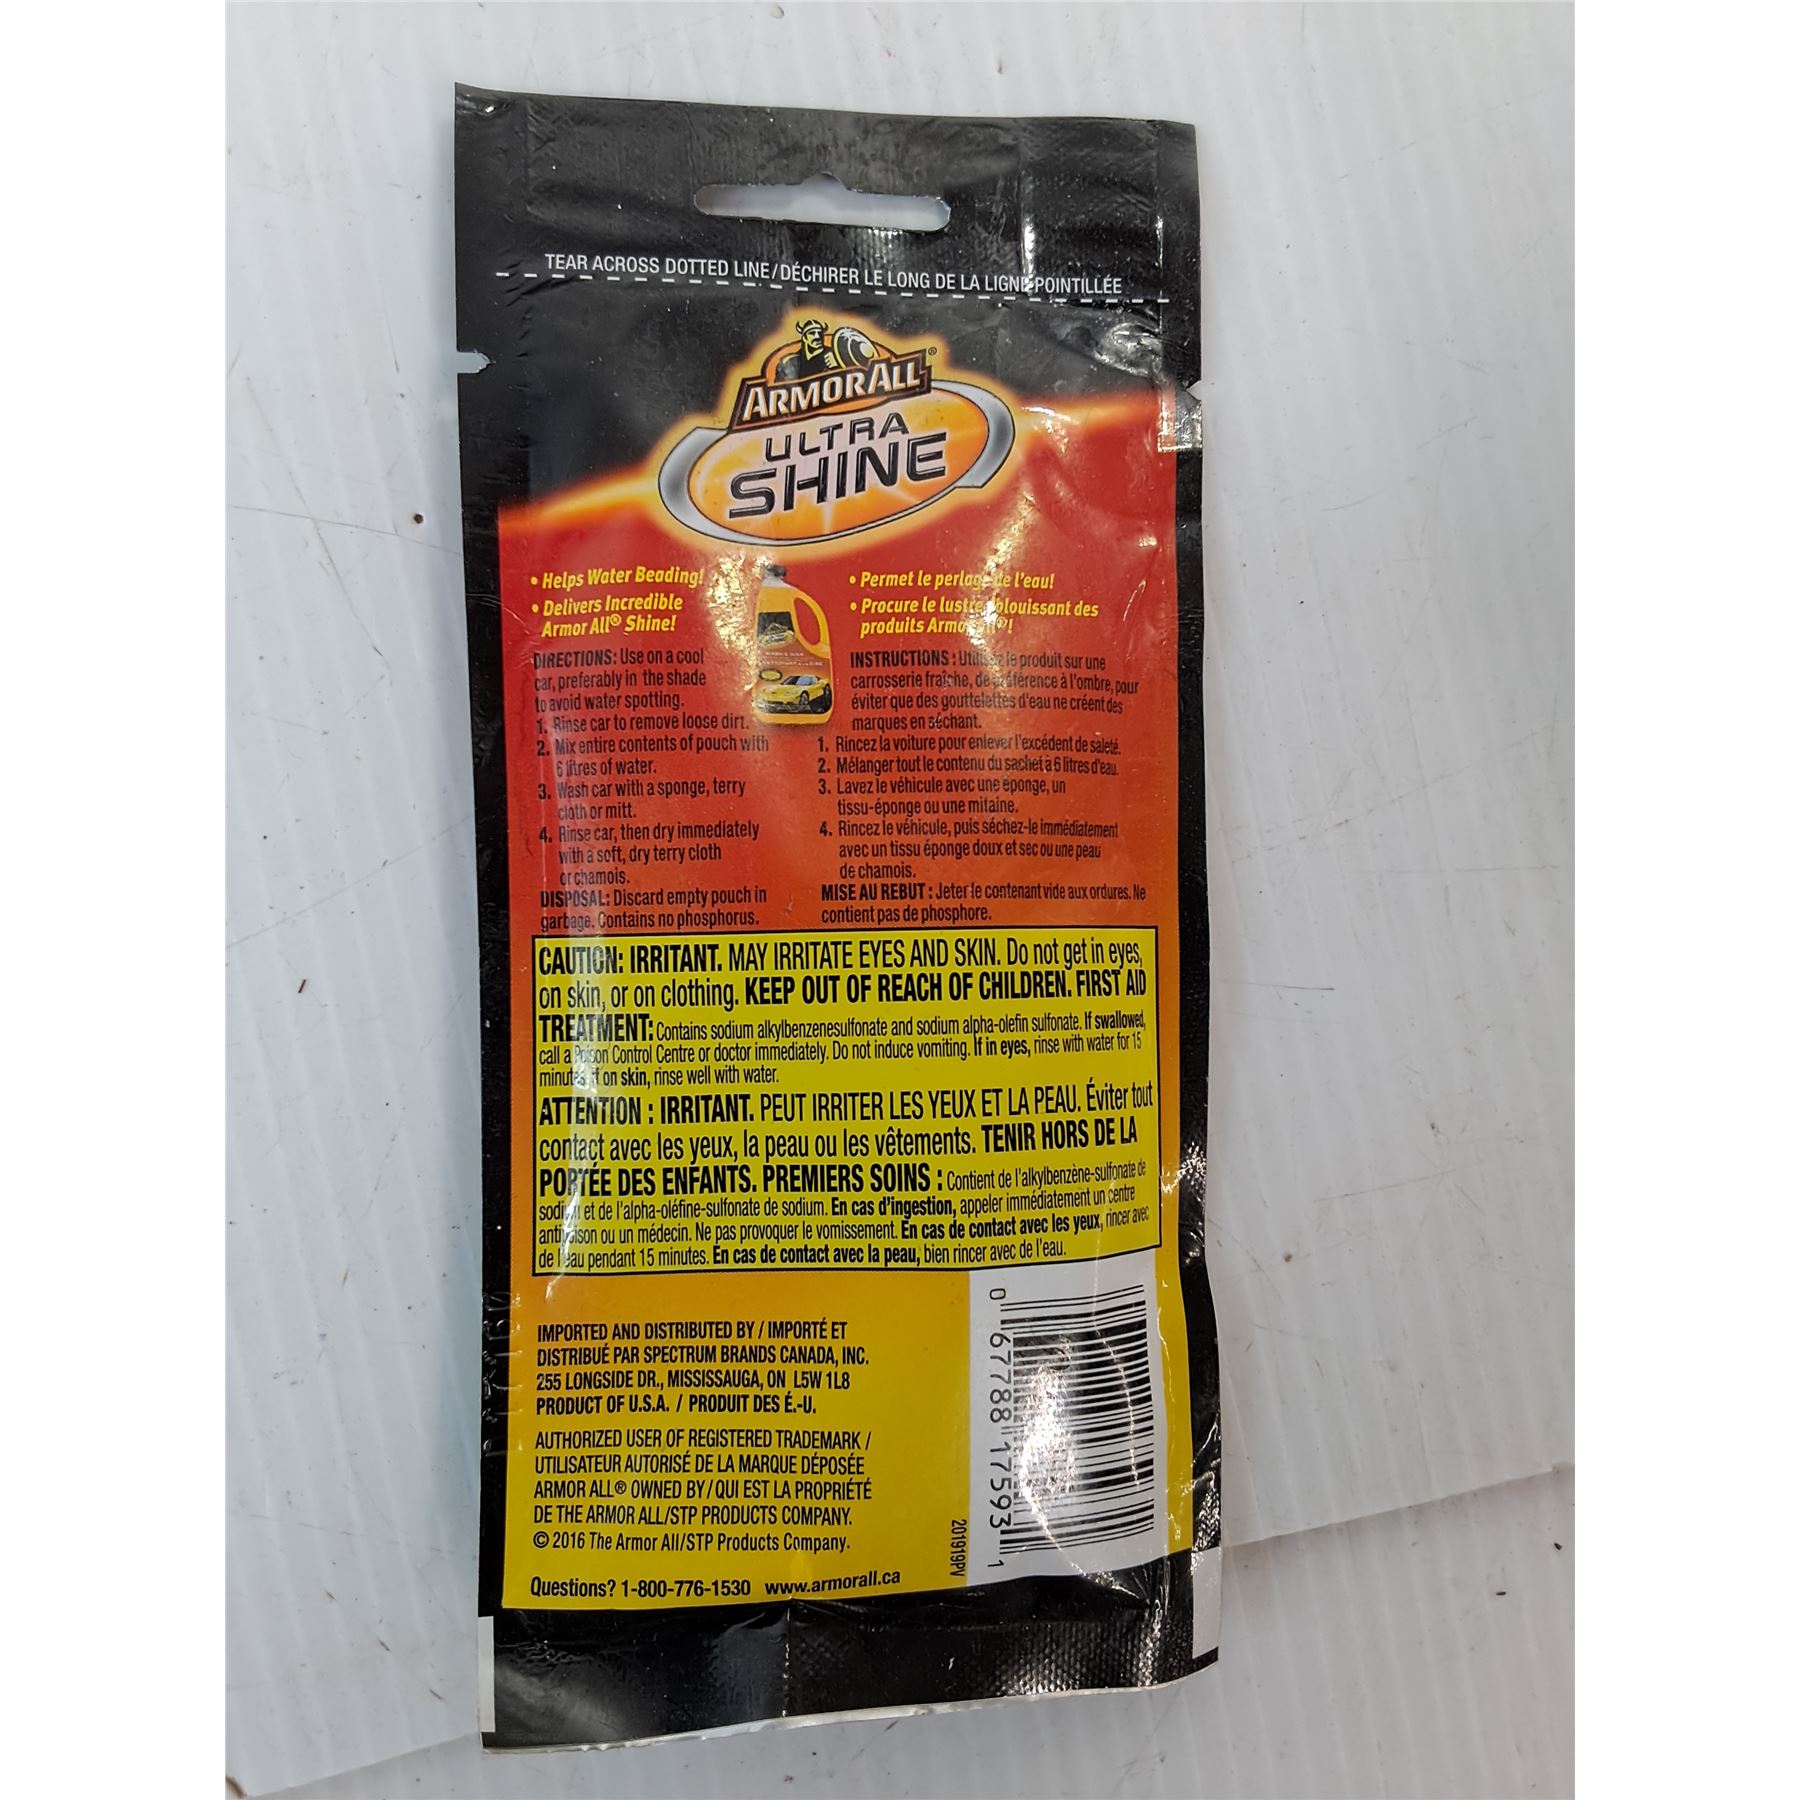 TEAR ACROSS DOTTED LINE/DÉCHIRER LE LONG DE LA LIGNE POINTILLÉE
ARMOR ALL®
ULTRA
SHINE
• Helps Water Beading!
• Delivers Incredible
Armor All® Shine!
DIRECTIONS: Use on a cool
car, preferably in the shade
to avoid water spotting.
1. Rinse car to remove loose dirt.
2. Mix entire contents of pouch with
6 litres of water.
3. Wash car with a sponge, terry
cloth or mitt.
4. Rinse car, then dry immediately
with a soft, dry terry cloth
or chamois.
DISPOSAL: Discard empty pouch in
garbage. Contains no phosphorus.
• Permet le perlage de l'eau!
• Procure le lustre éblouissant des
produits Armor All®!
INSTRUCTIONS : Utilisez le produit sur une
carrosserie fraîche, de préférence à l'ombre, pour
éviter que des gouttelettes d'eau ne créent des
marques en séchant.
1. Rincez la voiture pour enlever l'excédent de saleté.
2. Mélanger tout le contenu du sachet à 6 litres d'eau.
3. Lavez le véhicule avec une éponge, un
tissu-éponge ou une mitaine.
4. Rincez le véhicule, puis séchez-le immédiatement
avec un tissu éponge doux et sec ou une peau
de chamois.
MISE AU REBUT : Jeter le contenant vide aux ordures. Ne
contient pas de phosphore.
CAUTION: IRRITANT. MAY IRRITATE EYES AND SKIN. Do not get in eyes,
on skin, or on clothing. KEEP OUT OF REACH OF CHILDREN. FIRST AID
TREATMENT: Contains sodium alkylbenzenesulfonate and sodium alpha-olefin sulfonate. If swallowed,
call a Poison Control Centre or doctor immediately. Do not induce vomiting. If in eyes, rinse with water for 15
minutes. If on skin, rinse well with water.
ATTENTION : IRRITANT. PEUT IRRITER LES YEUX ET LA PEAU. Éviter tout
contact avec les yeux, la peau ou les vêtements. TENIR HORS DE LA
PORTÉE DES ENFANTS. PREMIERS SOINS : Contient de l'alkylbenzène-sulfonate de
sodium et de l'alpha-oléfine-sulfonate de sodium. En cas d'ingestion, appeler immédiatement un centre
antipoison ou un médecin. Ne pas provoquer le vomissement. En cas de contact avec les yeux, rincer avec
de l'eau pendant 15 minutes. En cas de contact avec la peau, bien rincer avec de l'eau.
IMPORTED AND DISTRIBUTED BY / IMPORTÉ ET
DISTRIBUÉ PAR SPECTRUM BRANDS CANADA, INC.
255 LONGSIDE DR., MISSISSAUGA, ON L5W 1L8
PRODUCT OF U.S.A. / PRODUIT DES É.-U.
AUTHORIZED USER OF REGISTERED TRADEMARK /
UTILISATEUR AUTORISÉ DE LA MARQUE DÉPOSÉE
ARMOR ALL® OWNED BY / QUI EST LA PROPRIÉTÉ
DE THE ARMOR ALL/STP PRODUCTS COMPANY.
© 2016 The Armor All/STP Products Company.
Questions? 1-800-776-1530 www.armorall.ca
201919PV
0 67788 17593 1